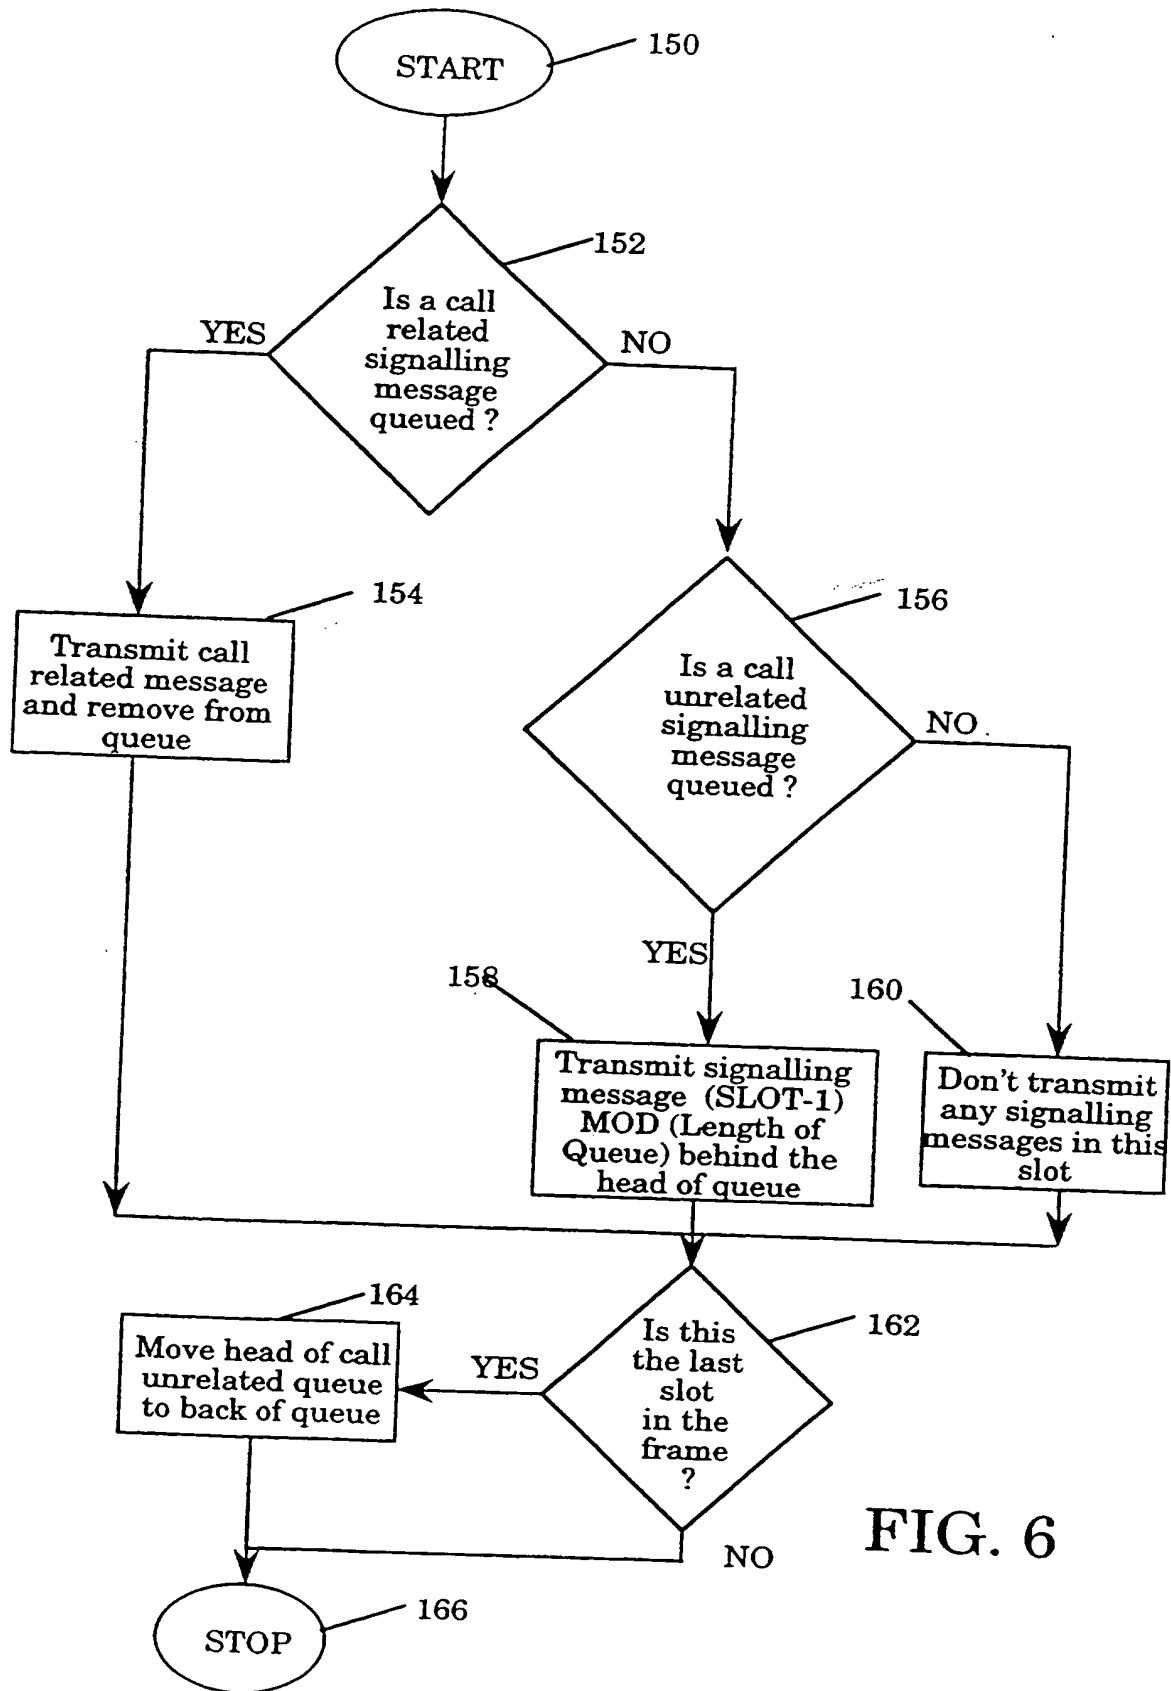 START
150
152
Is a call
related
signalling
message
queued ?
YES
NO
154
Transmit call
related message
and remove from
queue
156
Is a call
unrelated
signalling
message
queued ?
NO
YES
158
Transmit signalling
message (SLOT-1)
MOD (Length of
Queue) behind the
head of queue
160
Don't transmit
any signalling
messages in this
slot
164
Move head of call
unrelated queue
to back of queue
YES
162
Is this
the last
slot
in the
frame
?
NO
FIG. 6
STOP
166